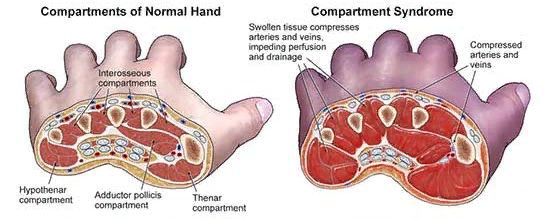 Compartments of Normal Hand
Interosseous
compartments
Hypothenar
compartment
Adductor pollicis
compartment
Thenar
compartment
Compartment Syndrome
Swollen tissue compresses
arteries and veins,
impeding perfusion
and drainage
Compressed
arteries and
veins